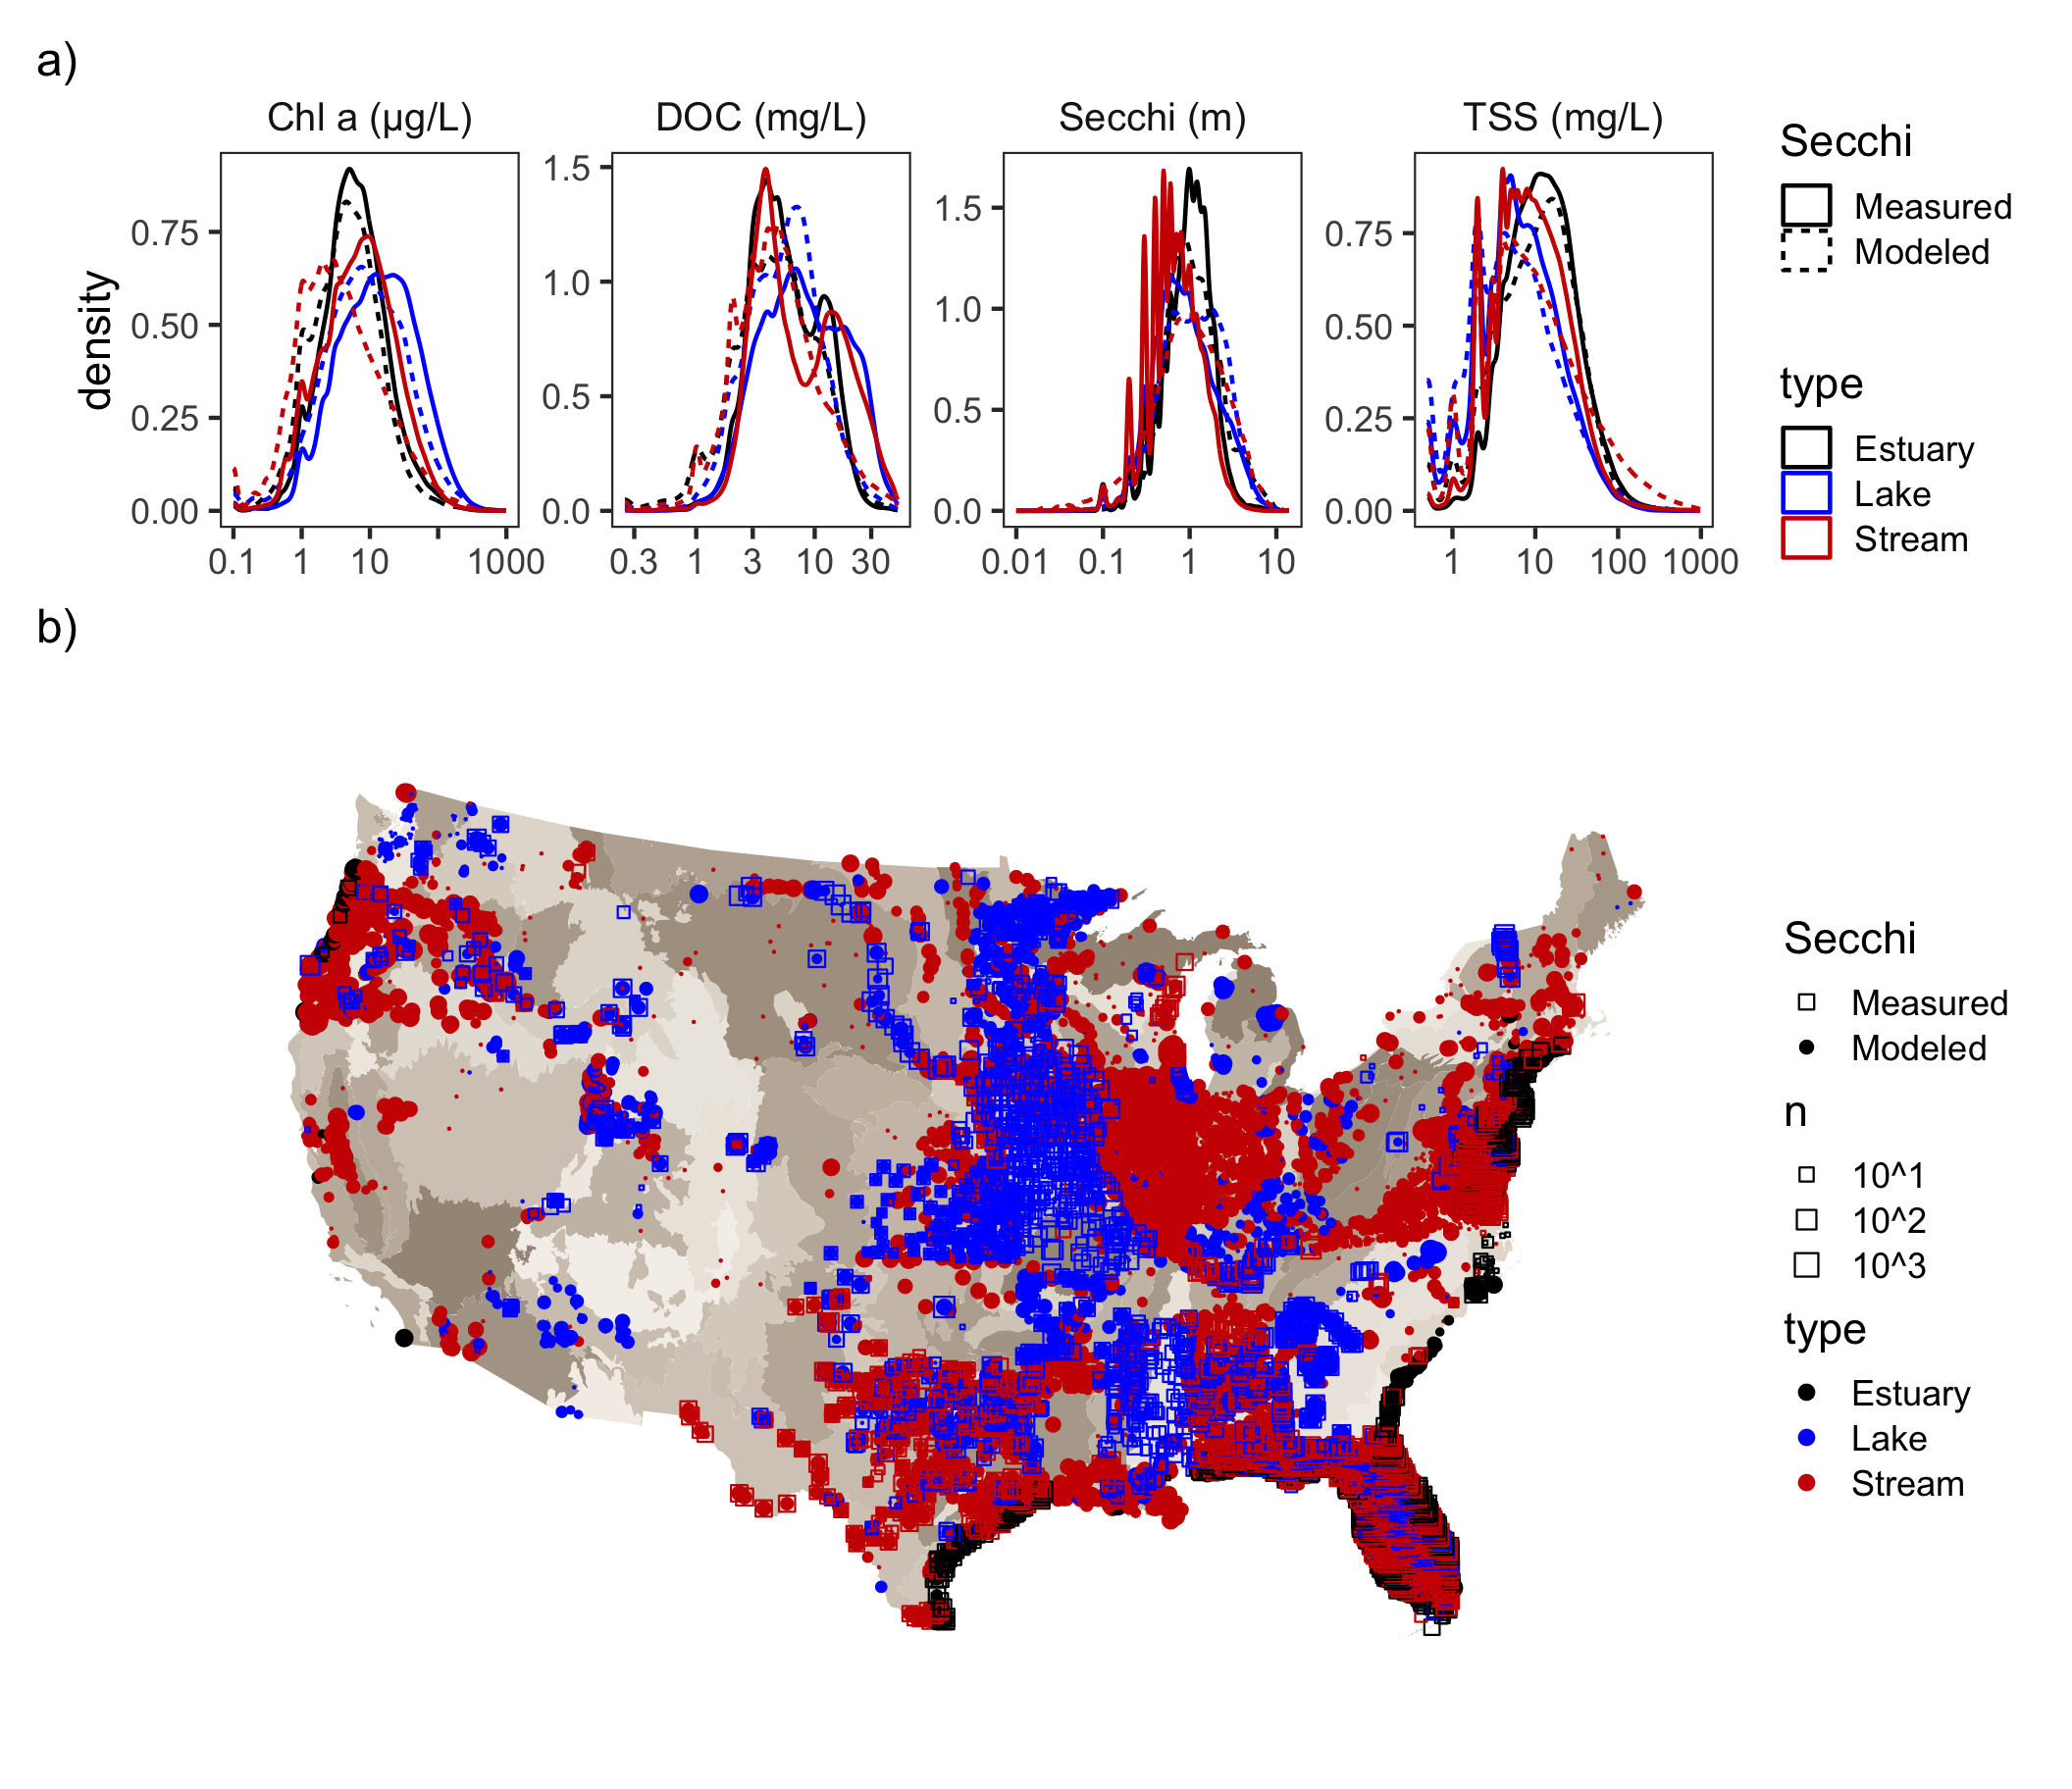 a)
Chl a (µg/L)
DOC (mg/L)
Secchi (m)
TSS (mg/L)
density
0.75
0.50
0.25
0.00
0.1
1
10
1000
1.5
1.0
0.5
0.0
0.3
1
3
10
30
1.5
1.0
0.5
0.0
0.01
0.1
1
10
0.75
0.50
0.25
0.00
1
10
100
1000
Secchi
Measured
Modeled
type
Estuary
Lake
Stream
b)
Secchi
Measured
Modeled
n
10^1
10^2
10^3
type
Estuary
Lake
Stream